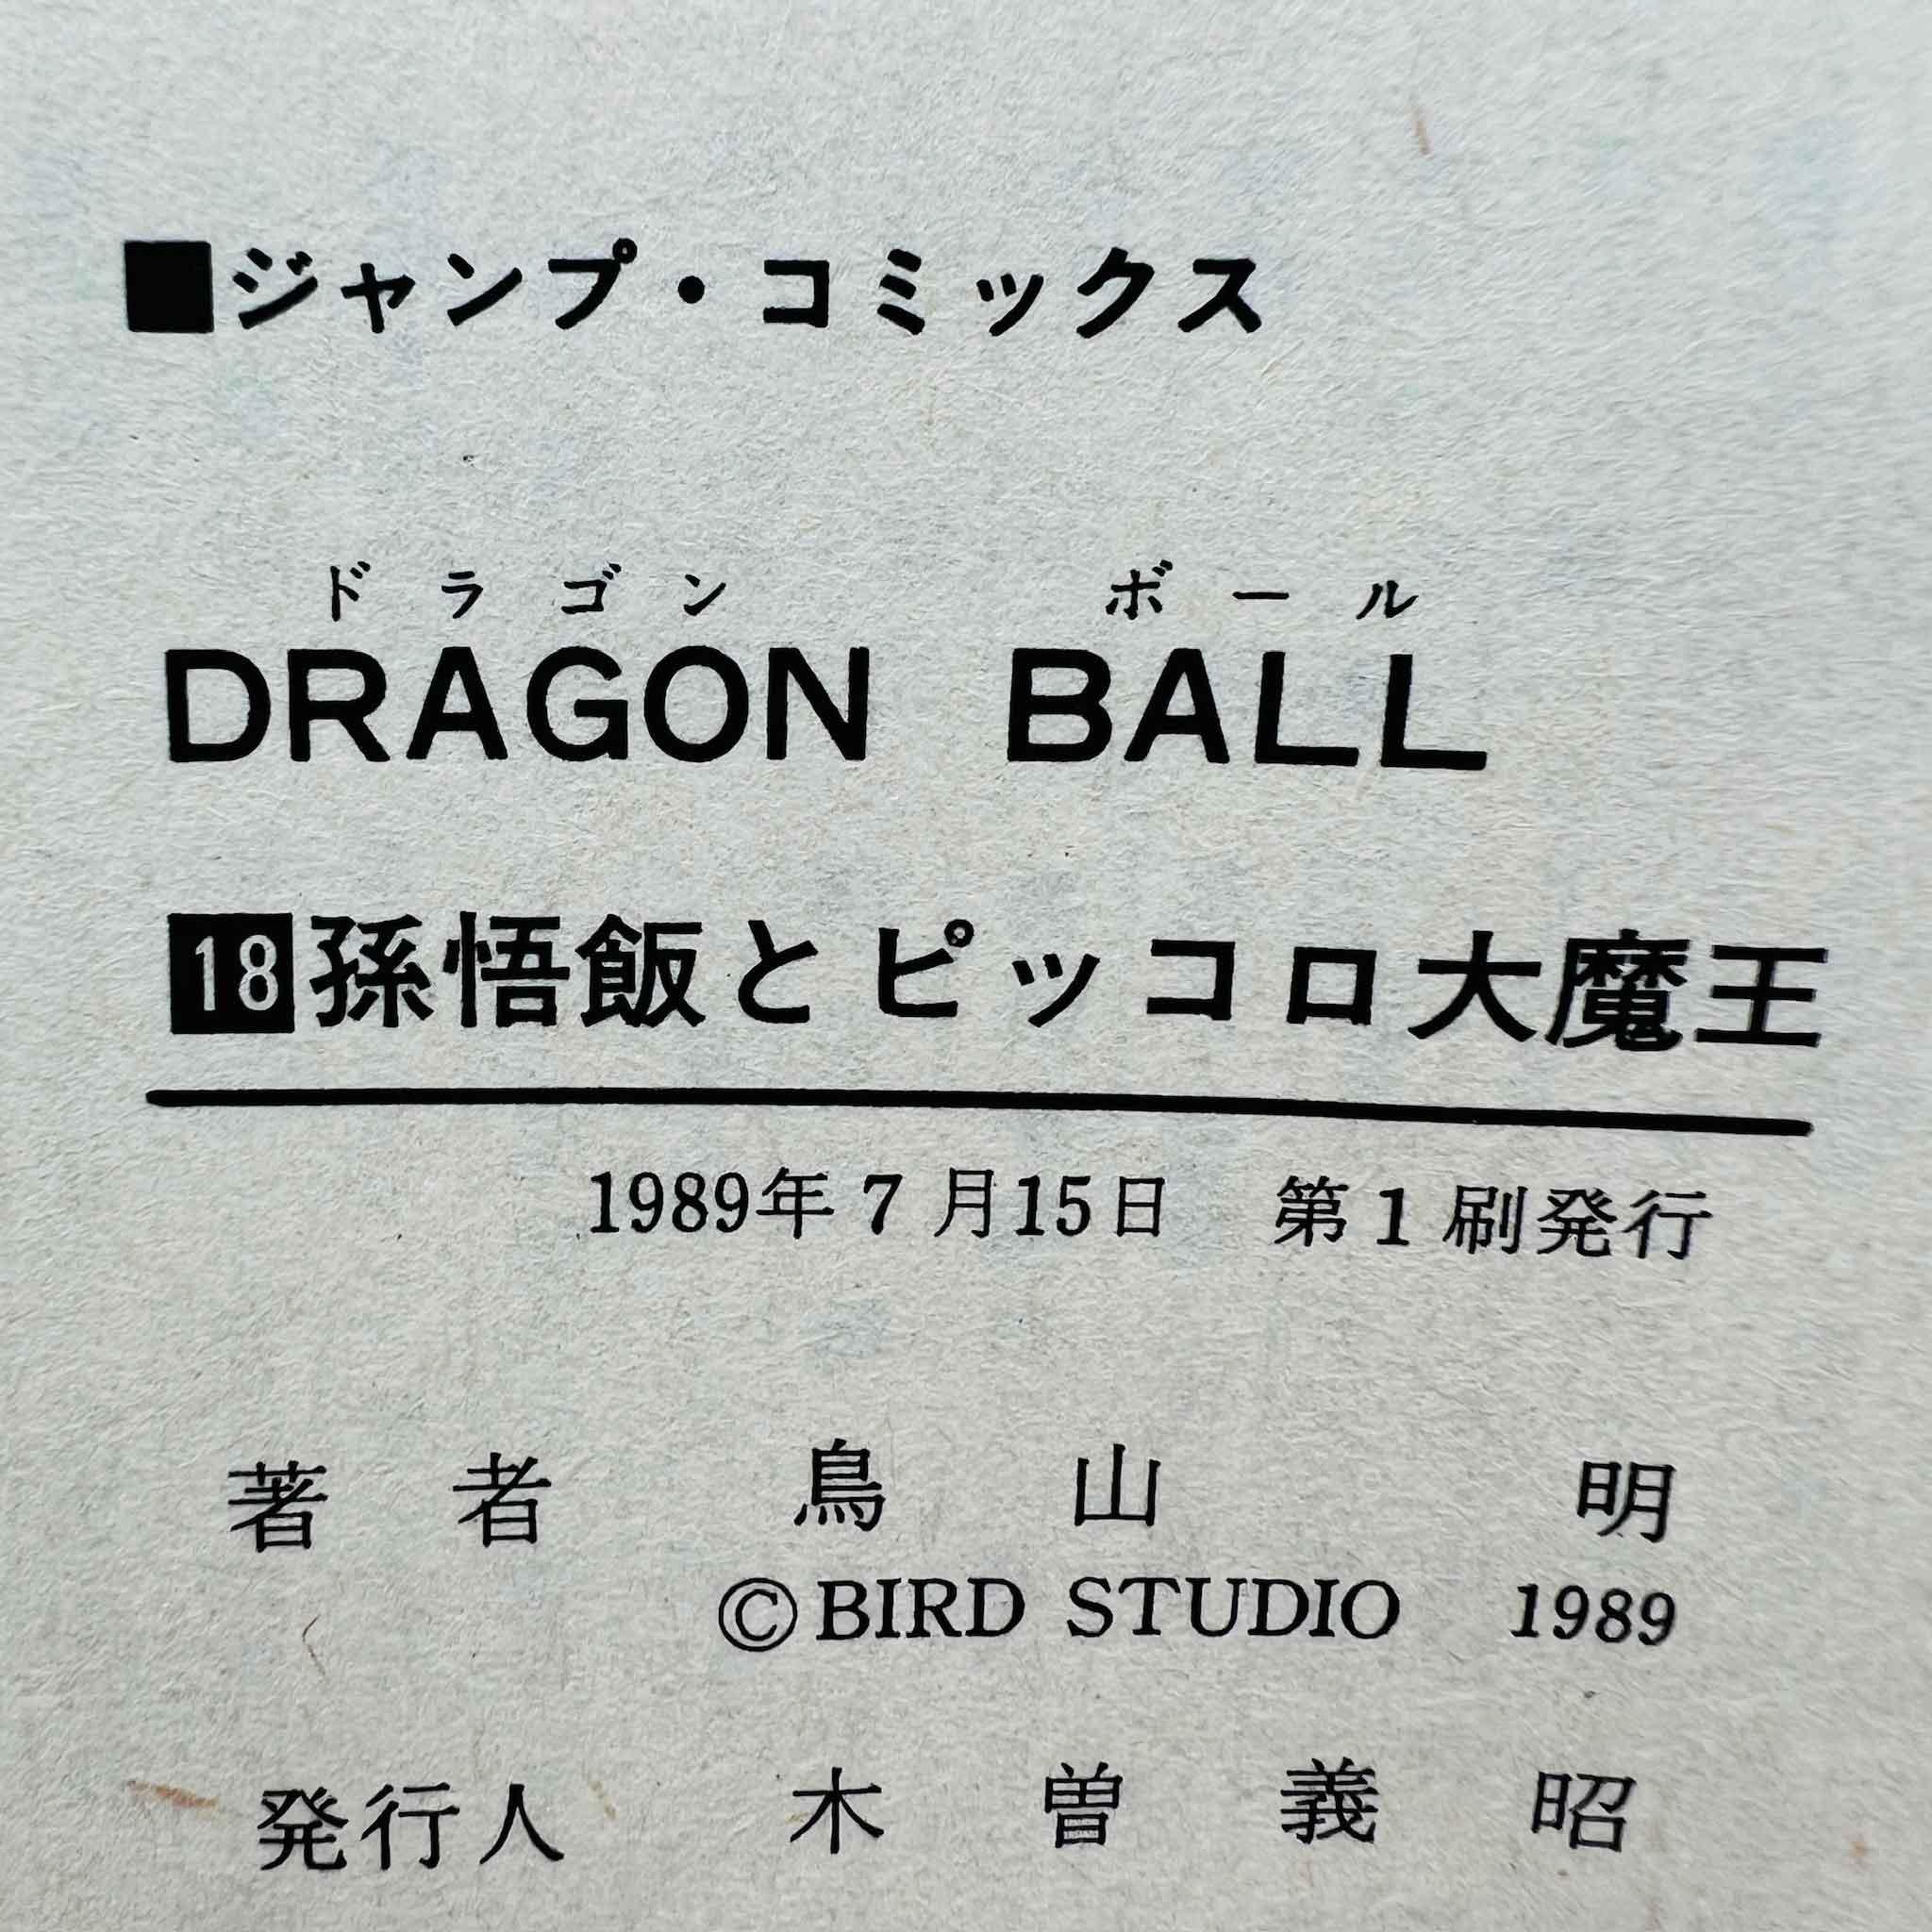 ■ジャンプ・コミックス
ドラゴン ボール
DRAGON BALL
18孫悟飯とピッコロ大魔王
1989年7月15日 第1刷発行
著者 鳥山明
©BIRD STUDIO 1989
発行人 木曽義昭